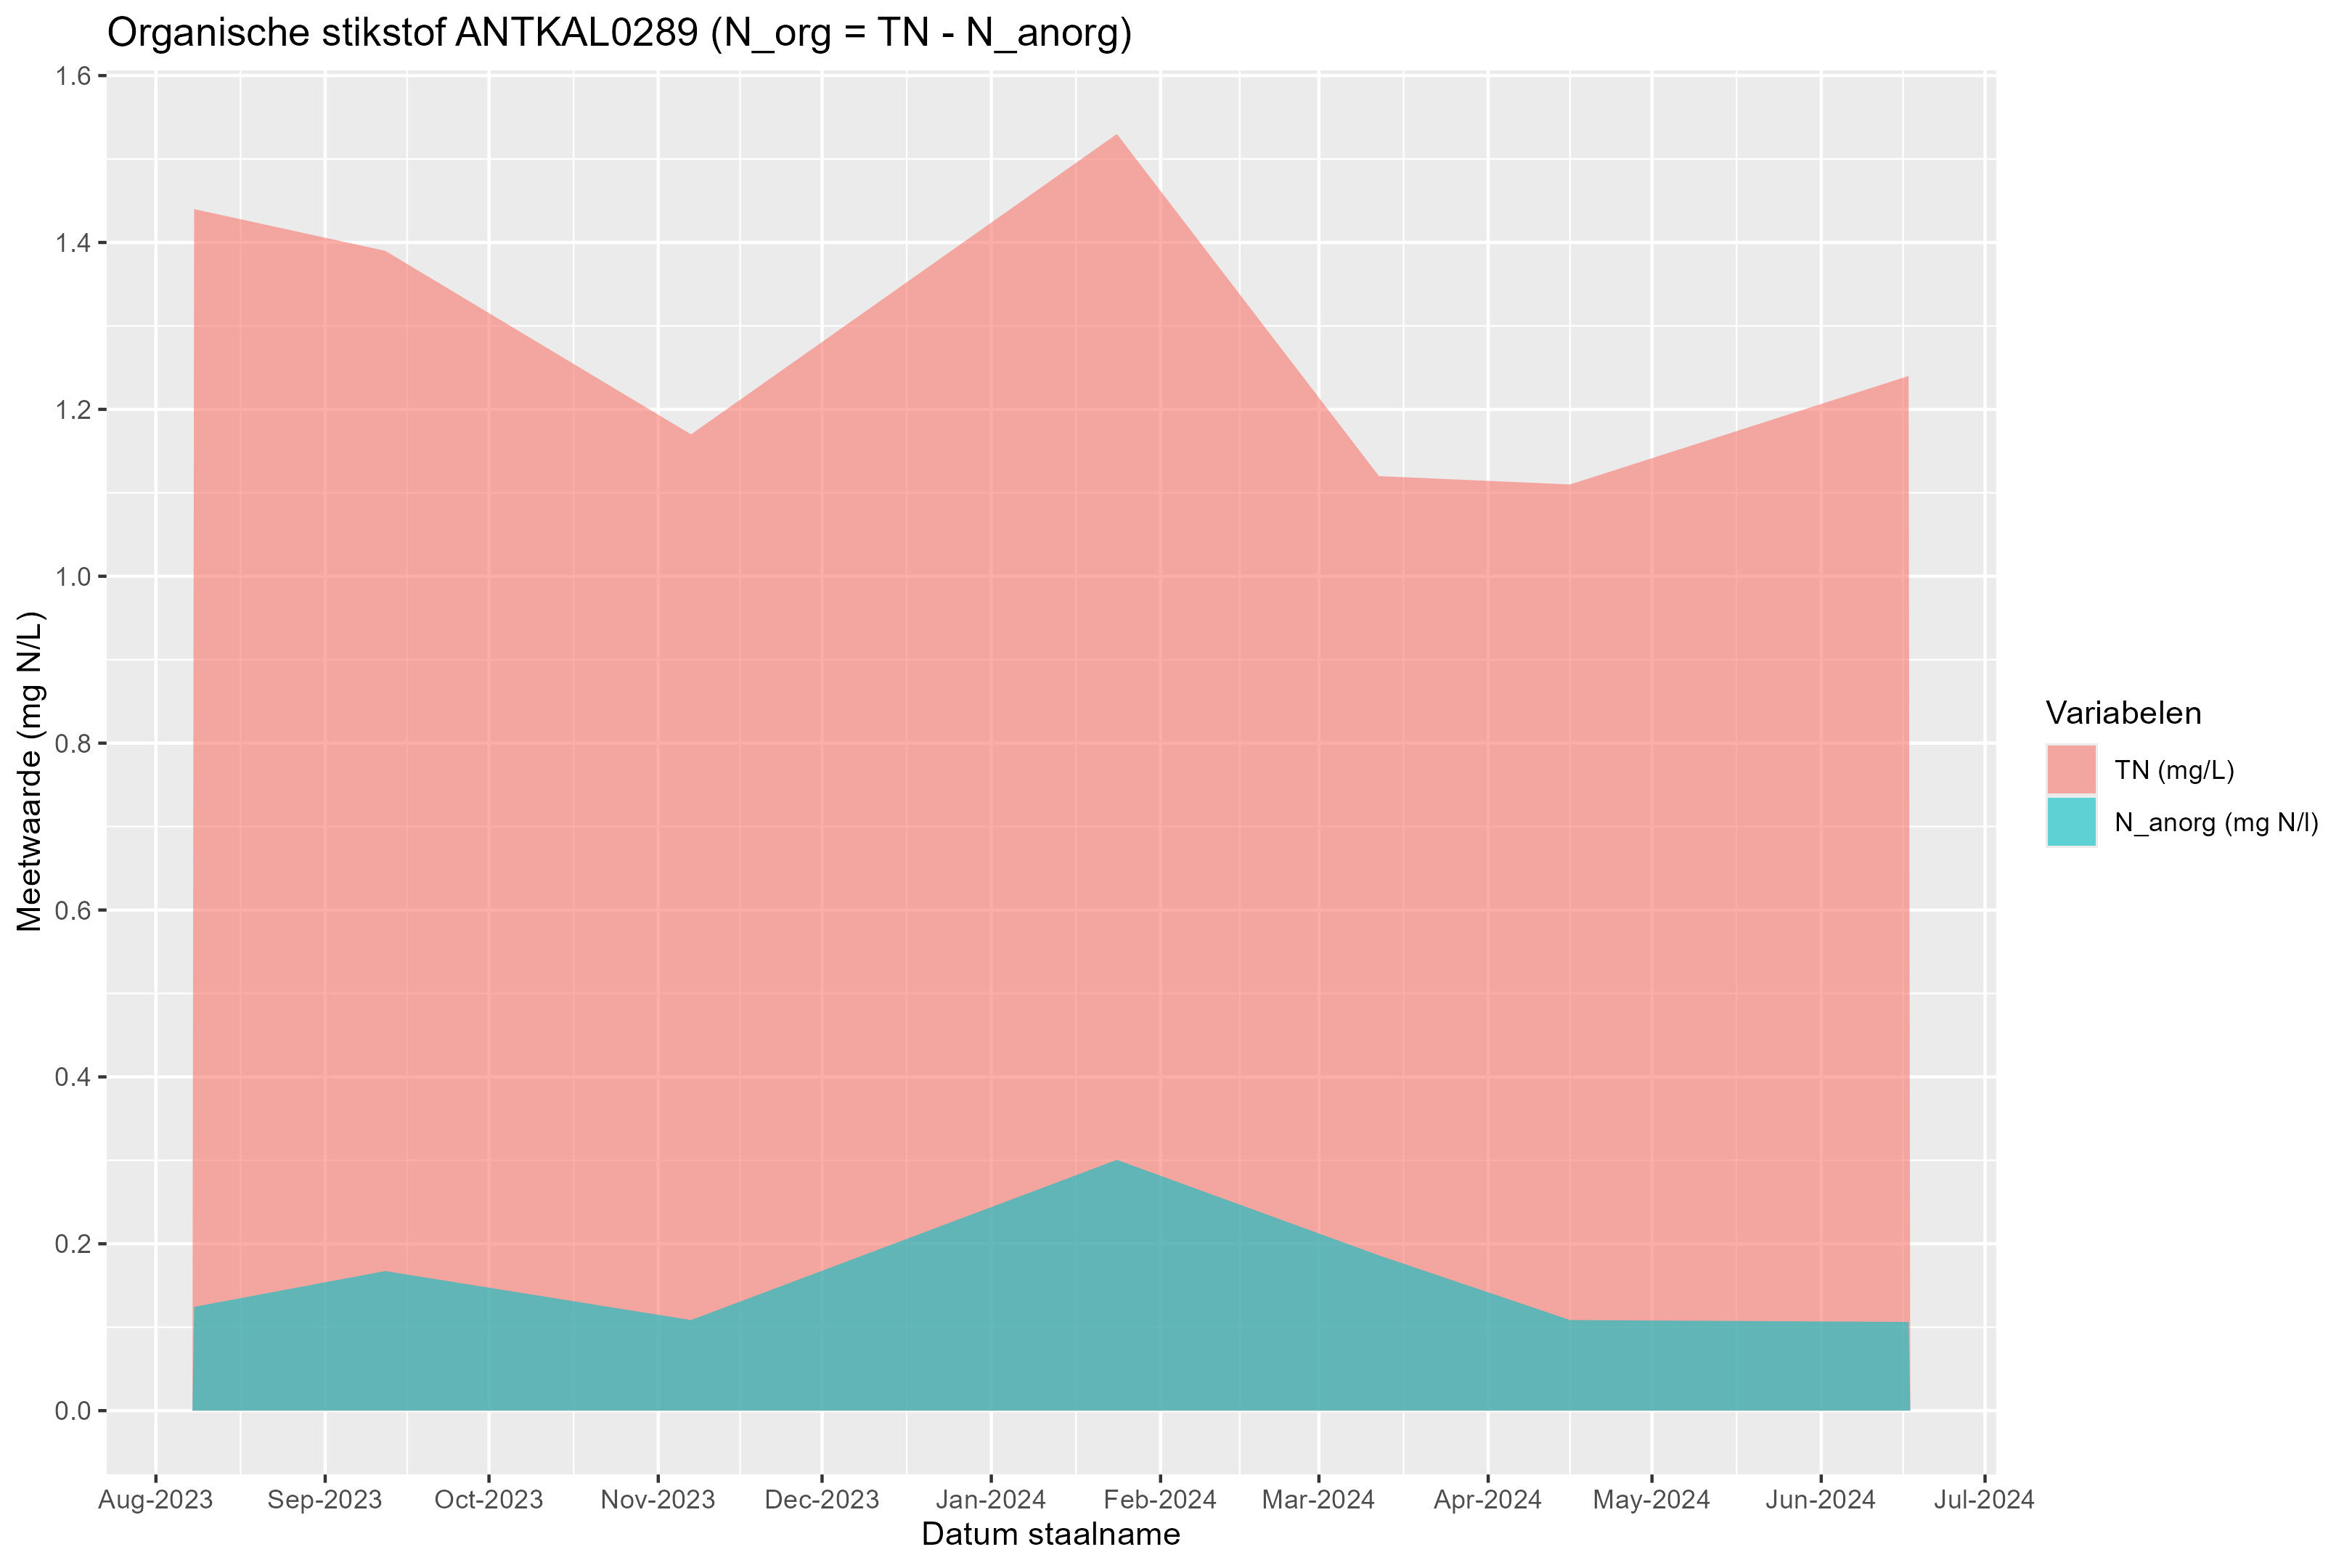 Organische stikstof ANTKAL0289 (N_org = TN - N_anorg)
1.6
1.4
1.2
1.0
0.8
0.6
0.4
0.2
0.0
Meetwaarde (mg N/L)
Aug-2023
Sep-2023
Oct-2023
Nov-2023
Dec-2023
Jan-2024
Feb-2024
Mar-2024
Apr-2024
May-2024
Jun-2024
Jul-2024
Datum staalname
Variabelen
TN (mg/L)
N_anorg (mg N/l)